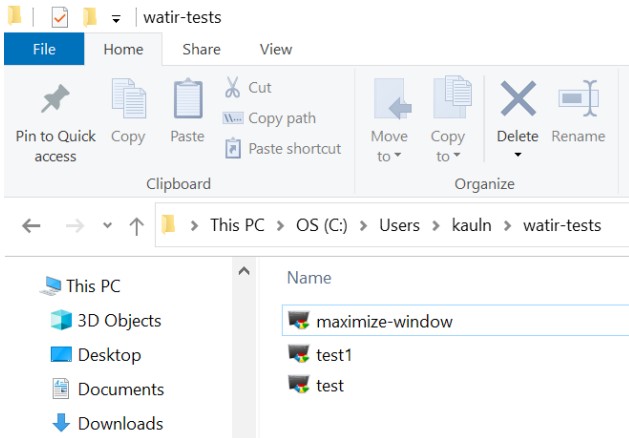 watir-tests
File Home Share View
Pin to Quick access
Copy
Paste
Cut
Copy path
Paste shortcut
Move to
Copy to
Delete
Rename
Clipboard
Organize
This PC > OS (C:) > Users > kauln > watir-tests
This PC
3D Objects
Desktop
Documents
Downloads
Name
maximize-window
test1
test